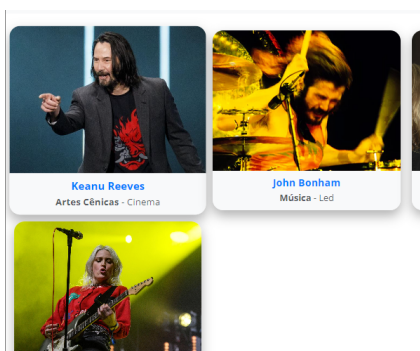 Keanu Reeves
Artes Cênicas - Cinema
John Bonham
Música - Led